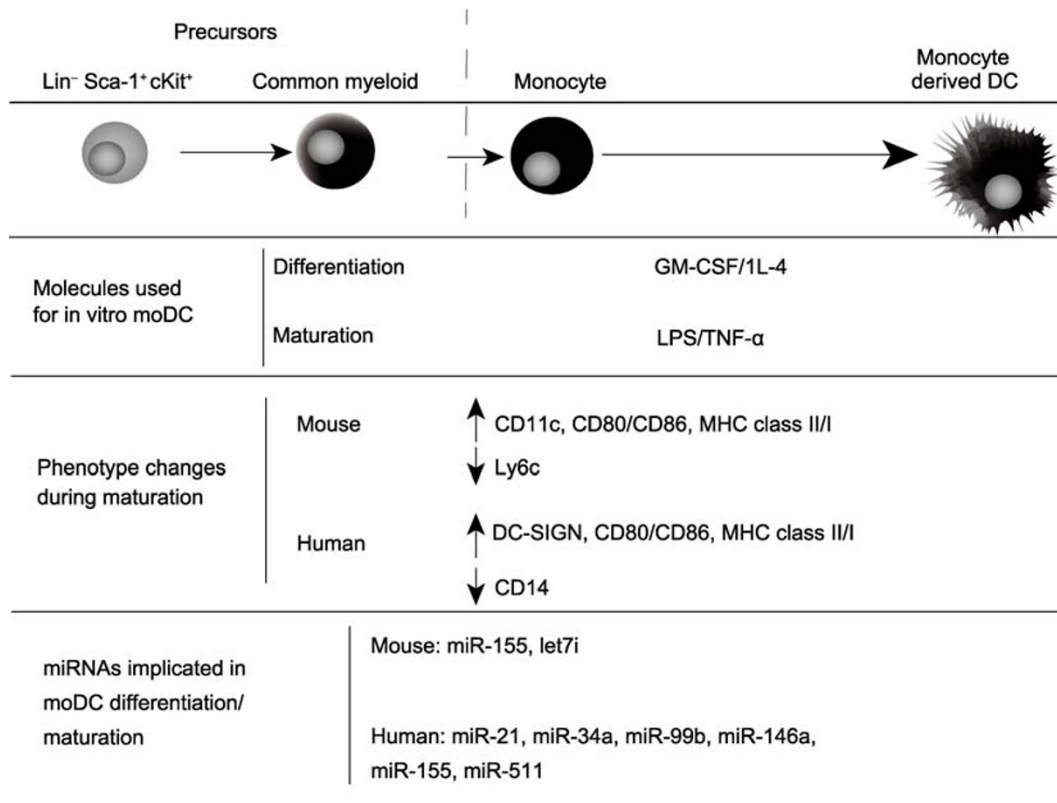 Precursors
Lin⁻ Sca-1⁺ cKit⁺
Common myeloid
Monocyte
Monocyte
derived DC
Molecules used
for in vitro moDC
Differentiation
GM-CSF/1L-4
Maturation
LPS/TNF-α
Phenotype changes
during maturation
Mouse
CD11c, CD80/CD86, MHC class II/I
Ly6c
Human
DC-SIGN, CD80/CD86, MHC class II/I
CD14
miRNAs implicated in
moDC differentiation/
maturation
Mouse: miR-155, let7i
Human: miR-21, miR-34a, miR-99b, miR-146a,
miR-155, miR-511